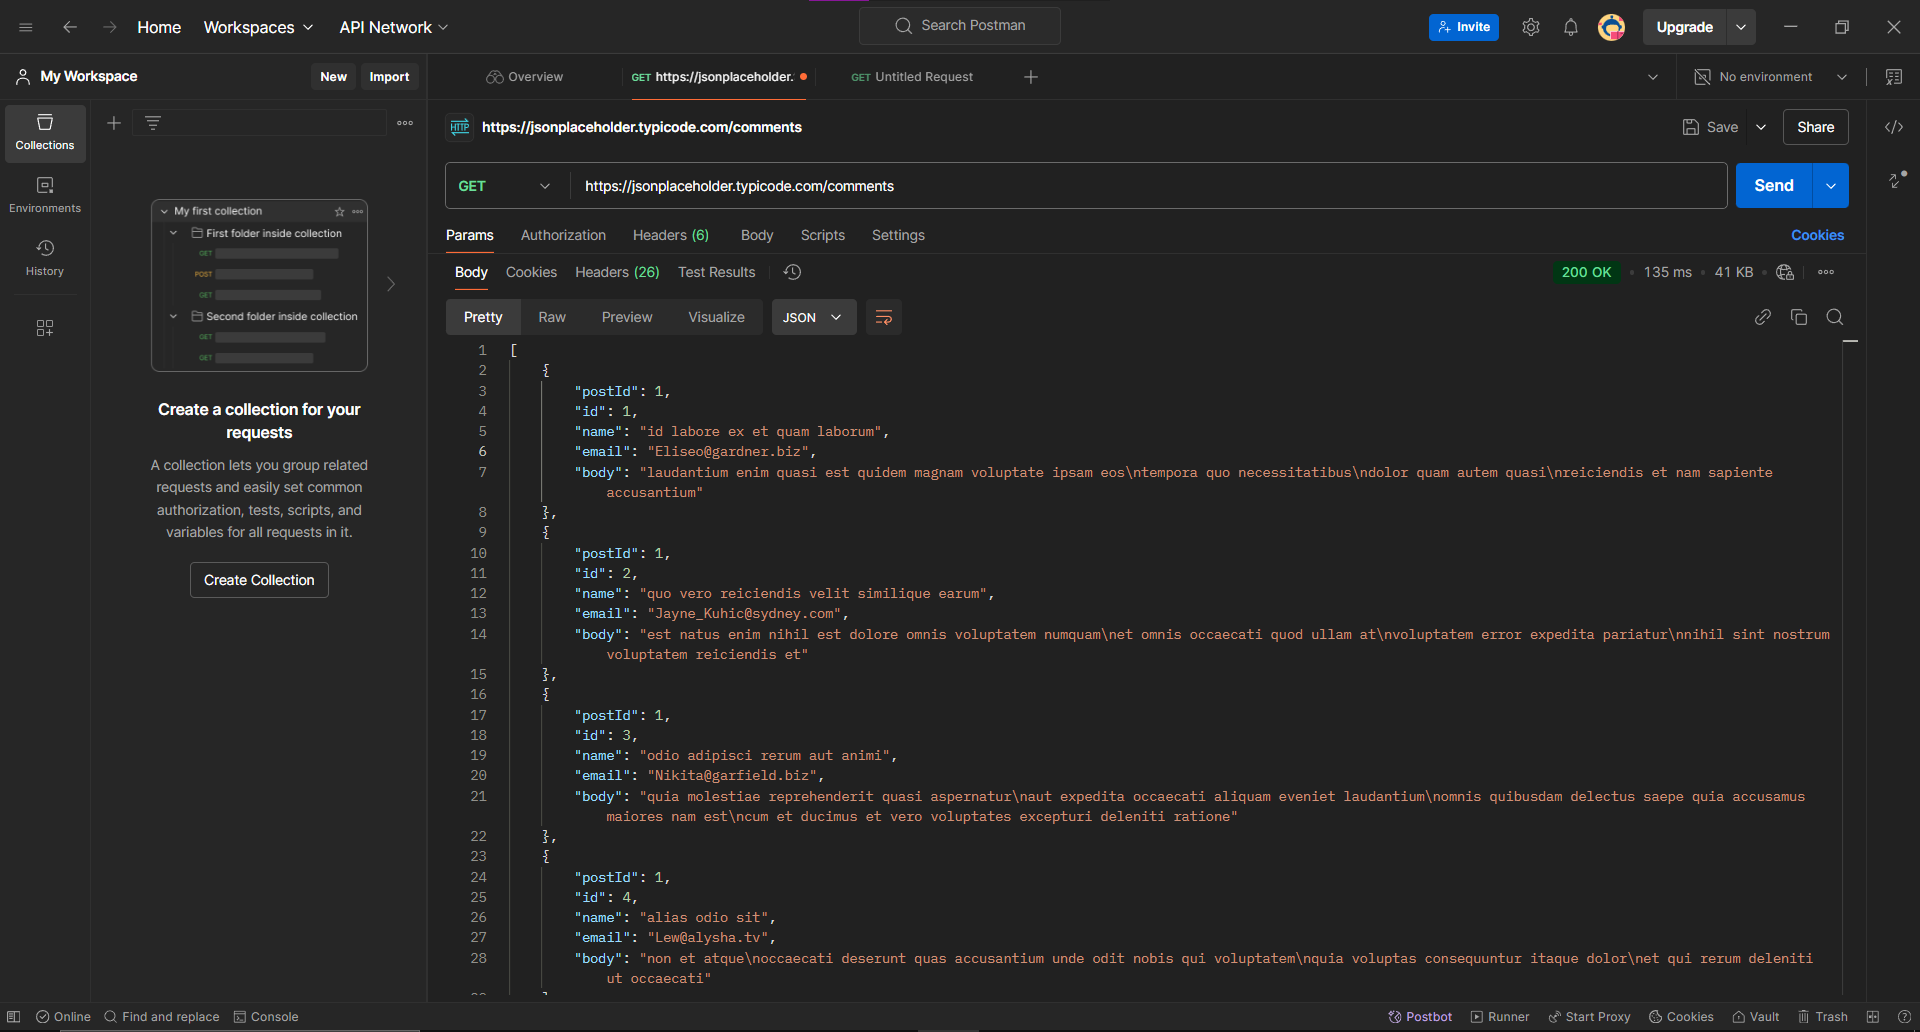 Home Workspaces API Network Search Postman Invite Upgrade
My Workspace New Import Overview GET https://jsonplaceholder. GET Untitled Request No environment
Collections
Environments
History
My first collection
First folder inside collection
GET
POST
GET
Second folder inside collection
GET
GET
Create a collection for your
requests
A collection lets you group related
requests and easily set common
authorization, tests, scripts, and
variables for all requests in it.
Create Collection
HTTP https://jsonplaceholder.typicode.com/comments Save Share
GET https://jsonplaceholder.typicode.com/comments Send
Params Authorization Headers (6) Body Scripts Settings Cookies
Body Cookies Headers (26) Test Results 200 OK 135 ms 41 KB
Pretty Raw Preview Visualize JSON
1 [
2 {
3 "postId": 1,
4 "id": 1,
5 "name": "id labore ex et quam laborum",
6 "email": "Eliseo@gardner.biz",
7 "body": "laudantium enim quasi est quidem magnam voluptate ipsam eos\ntempora quo necessitatibus\ndolor quam autem quasi\nreiciendis et nam sapiente
accusantium"
8 },
9 {
10 "postId": 1,
11 "id": 2,
12 "name": "quo vero reiciendis velit similique earum",
13 "email": "Jayne_Kuhic@sydney.com",
14 "body": "est natus enim nihil est dolore omnis voluptatem numquam\net omnis occaecati quod ullam at\nvoluptatem error expedita pariatur\nnihil sint nostrum
voluptatem reiciendis et"
15 },
16 {
17 "postId": 1,
18 "id": 3,
19 "name": "odio adipisci rerum aut animi",
20 "email": "Nikita@garfield.biz",
21 "body": "quia molestiae reprehenderit quasi aspernatur\naut expedita occaecati aliquam eveniet laudantium\nomnis quibusdam delectus saepe quia accusamus
maiores nam est\ncum et ducimus et vero voluptates excepturi deleniti ratione"
22 },
23 {
24 "postId": 1,
25 "id": 4,
26 "name": "alias odio sit",
27 "email": "Lew@alysha.tv",
28 "body": "non et atque\noccaecati deserunt quas accusantium unde odit nobis qui voluptatem\nquia voluptas consequuntur itaque dolor\net qui rerum deleniti
ut occaecati"
Online Find and replace Console Postbot Runner Start Proxy Cookies Vault Trash